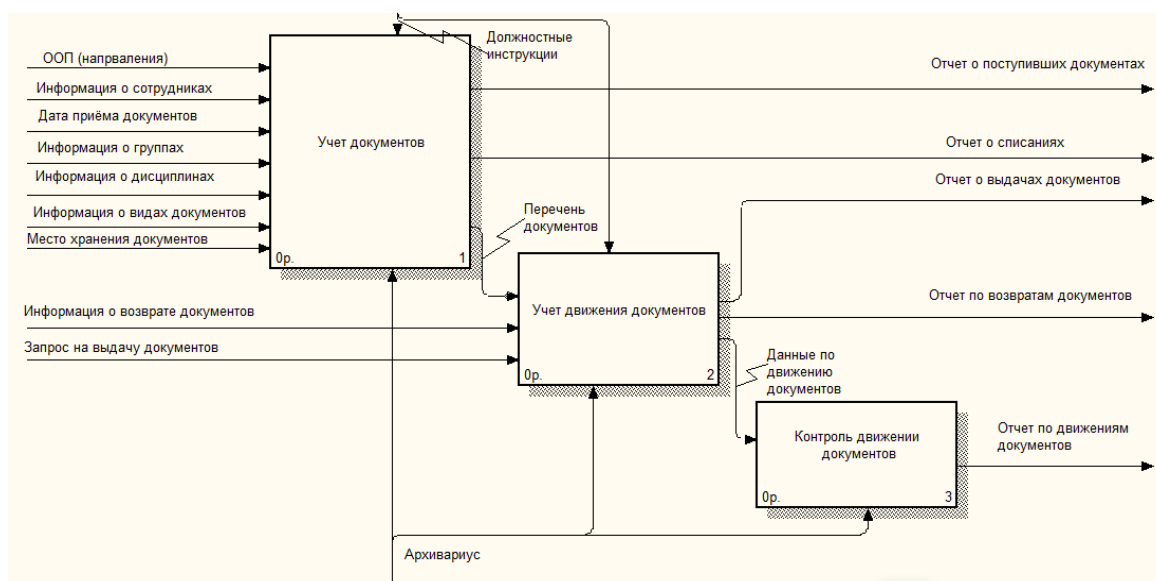 Должностные
инструкции
ООП (напрваления)
Информация о сотрудниках
Дата приёма документов
Информация о группах
Информация о дисциплинах
Информация о видах документов
Место хранения документов
Учет документов
0р.
1
Отчет о поступивших документах
Отчет о списаниях
Отчет о выдачах документов
Перечень
документов
Информация о возврате документов
Запрос на выдачу документов
Учет движения документов
0р.
2
Отчет по возвратам документов
Данные по
движению
документов
Контроль движении
документов
0р.
3
Отчет по движениям
документов
Архивариус